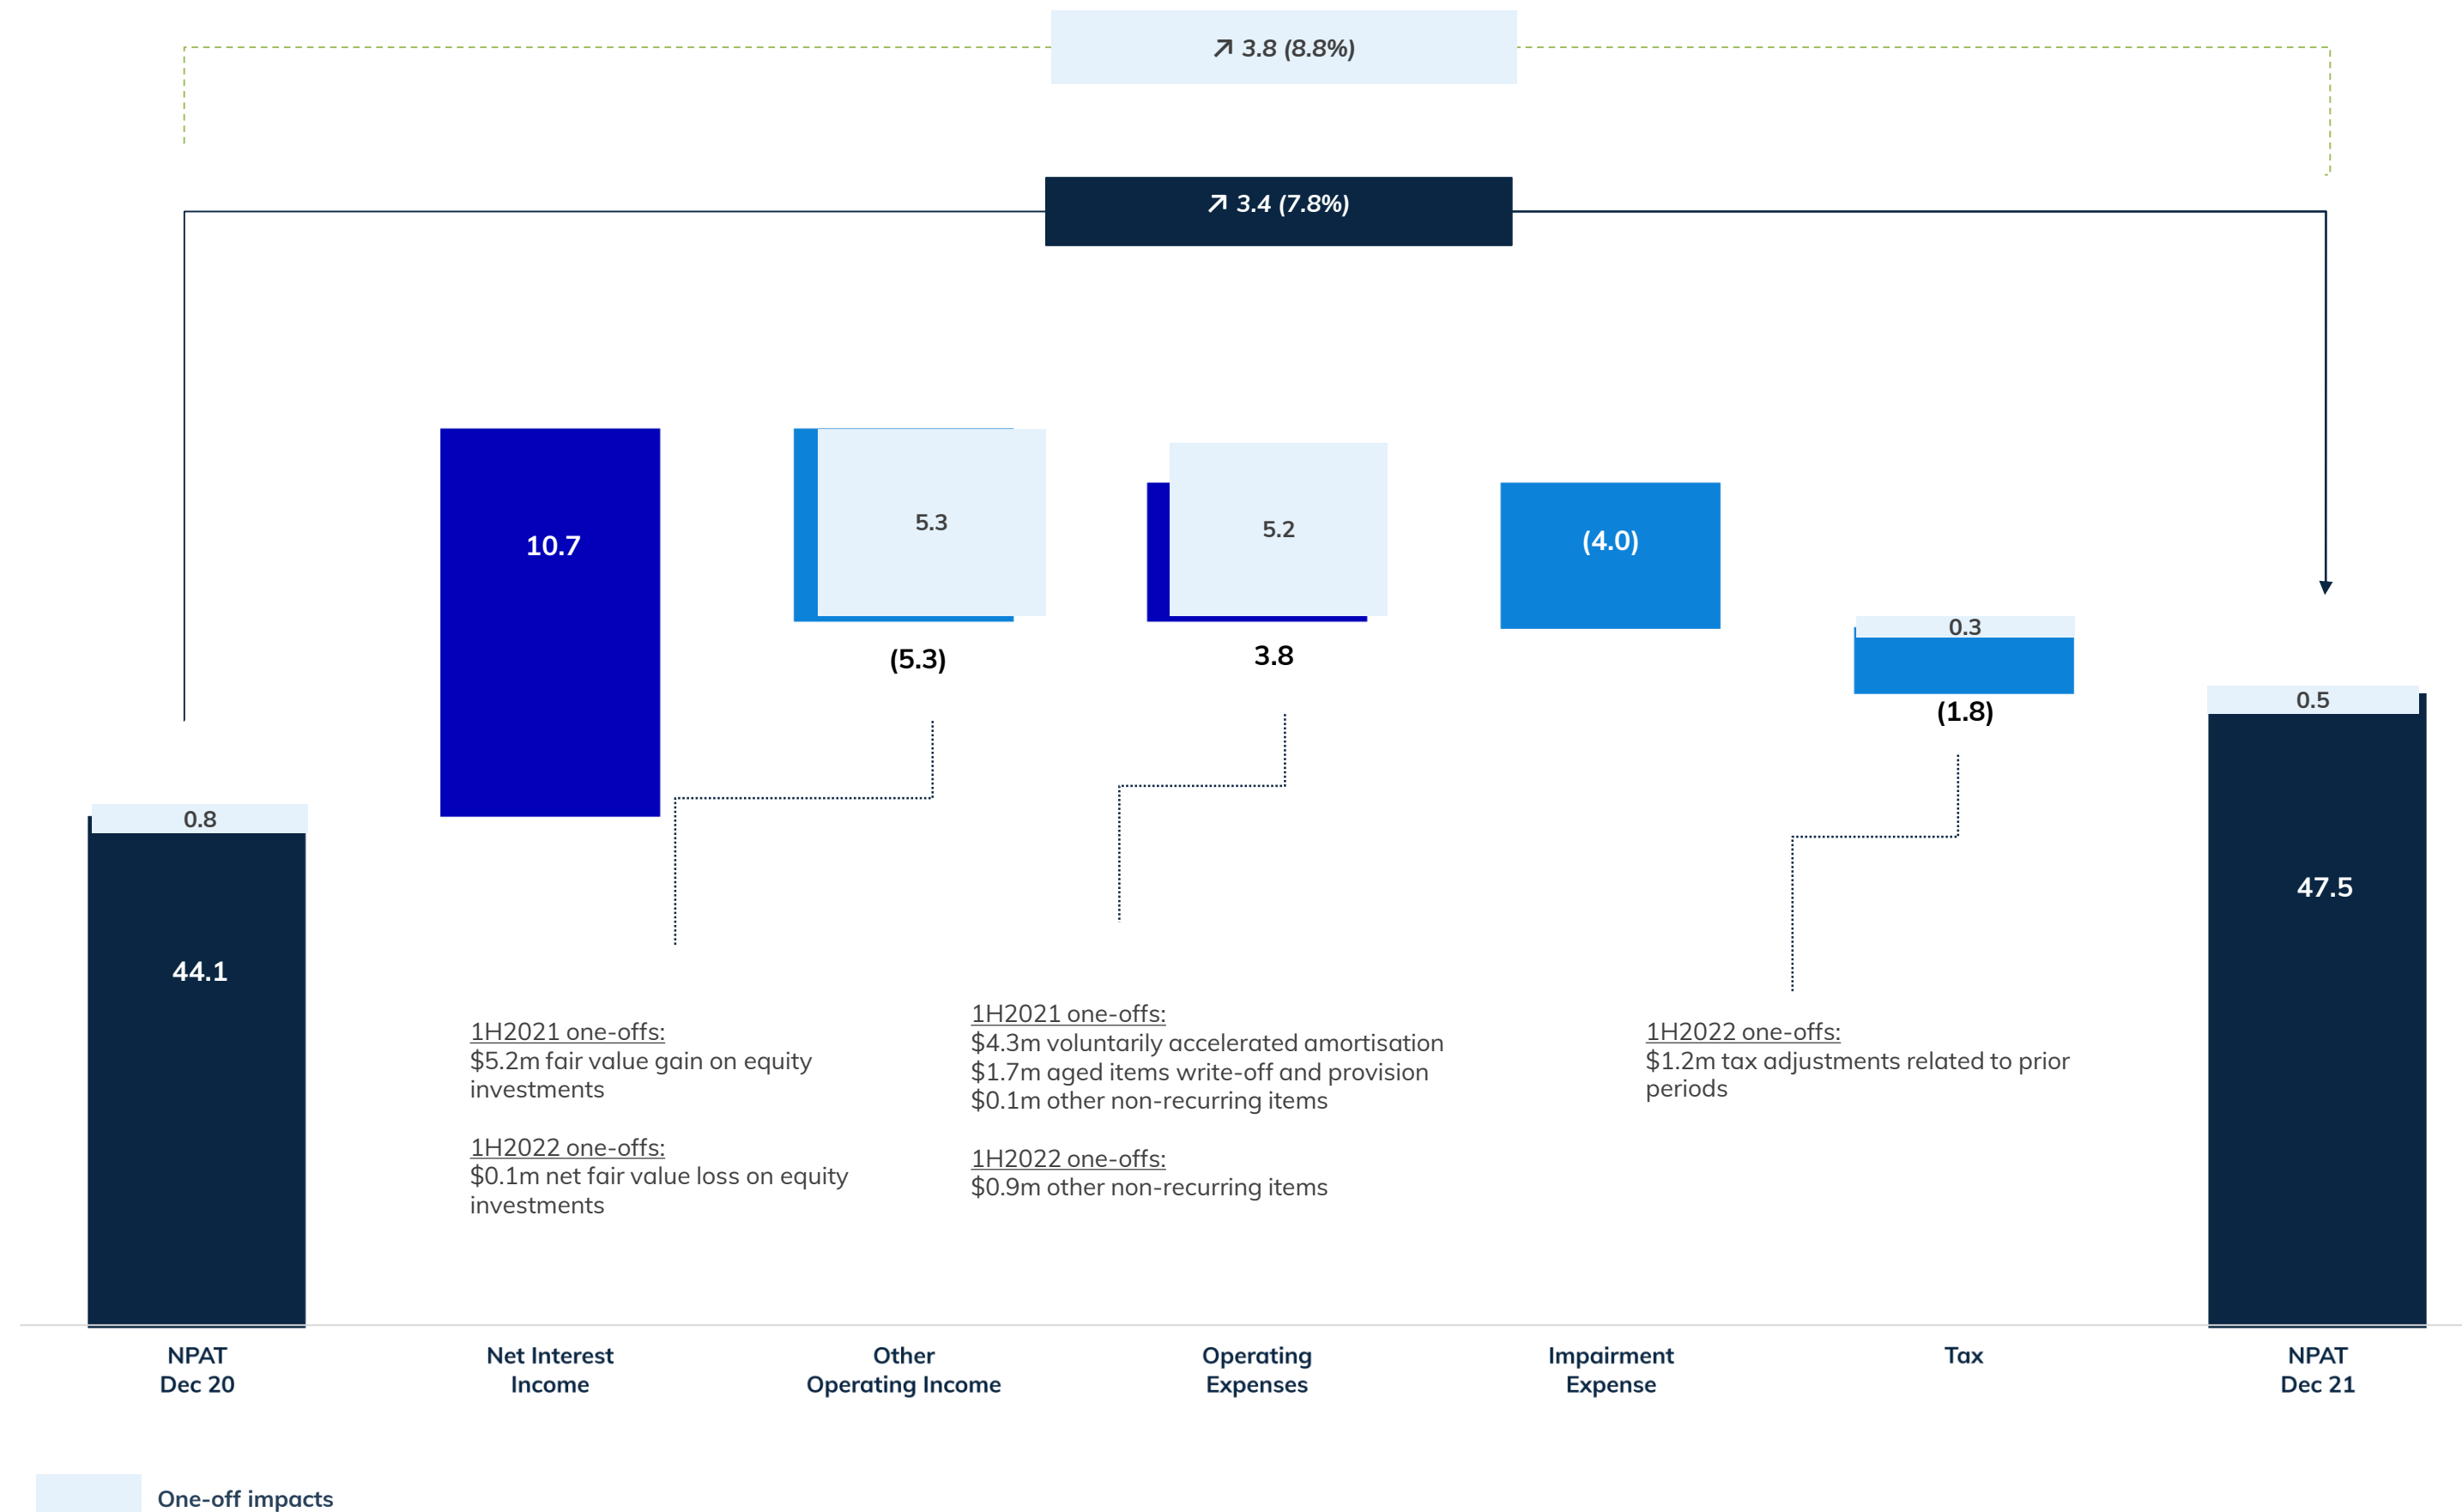 ↗ 3.8 (8.8%)
↗ 3.4 (7.8%)
5.3
5.2
10.7
(4.0)
0.3
(5.3)
3.8
(1.8)
0.5
0.8
47.5
44.1
1H2021 one-offs:
$5.2m fair value gain on equity
investments
1H2022 one-offs:
$0.1m net fair value loss on equity
investments
1H2021 one-offs:
$4.3m voluntarily accelerated amortisation
$1.7m aged items write-off and provision
$0.1m other non-recurring items
1H2022 one-offs:
$0.9m other non-recurring items
1H2022 one-offs:
$1.2m tax adjustments related to prior
periods
NPAT
Dec 20
Net Interest
Income
Other
Operating Income
Operating
Expenses
Impairment
Expense
Tax
NPAT
Dec 21
One-off impacts